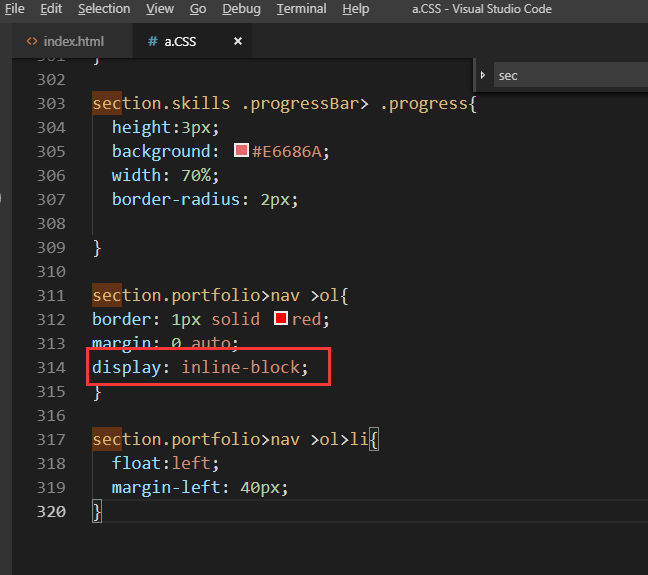 File Edit Selection View Go Debug Terminal Help a.CSS - Visual Studio Code
<> index.html # a.CSS ×
sec
301 }
302
303 section.skills .progressBar> .progress{
304 height:3px;
305 background: #E6686A;
306 width: 70%;
307 border-radius: 2px;
308
309 }
310
311 section.portfolio>nav >ol{
312 border: 1px solid red;
313 margin: 0 auto;
314 display: inline-block;
315 }
316
317 section.portfolio>nav >ol>li{
318 float:left;
319 margin-left: 40px;
320 }